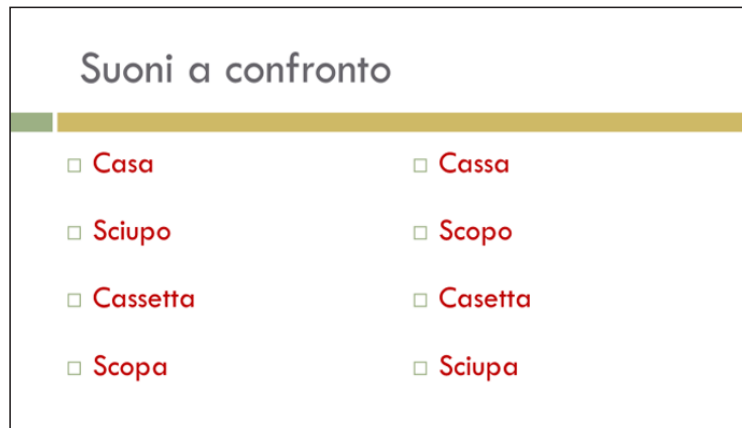 Suoni a confronto
Casa
Cassa
Sciupo
Scopo
Cassetta
Casetta
Scopa
Sciupa